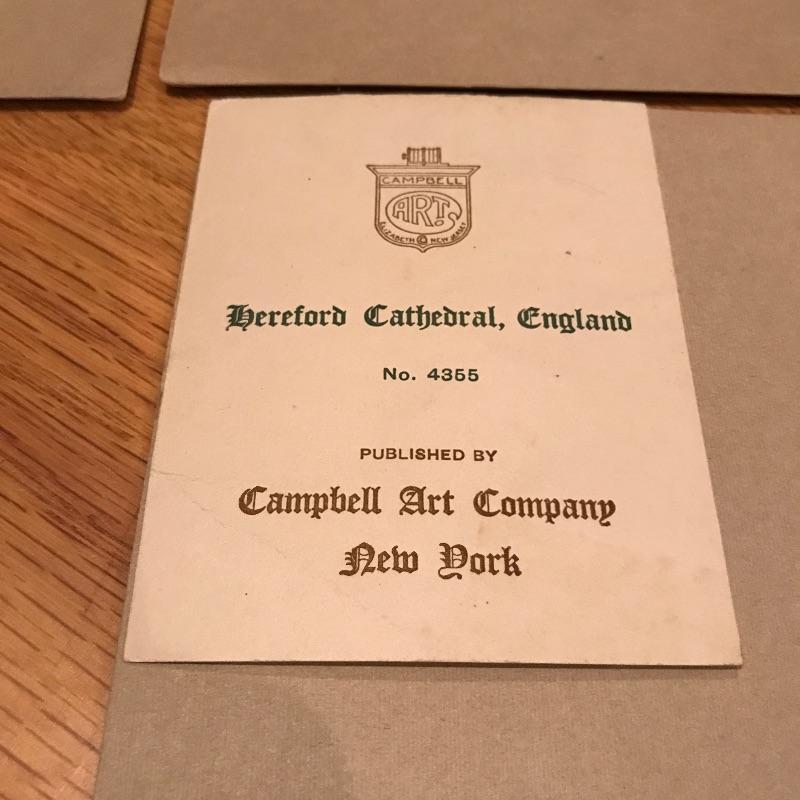 CAMPBELL
ARTS
ELIZABETH NEW JERSEY
Hereford Cathedral, England
No. 4355
PUBLISHED BY
Campbell Art Company
New York